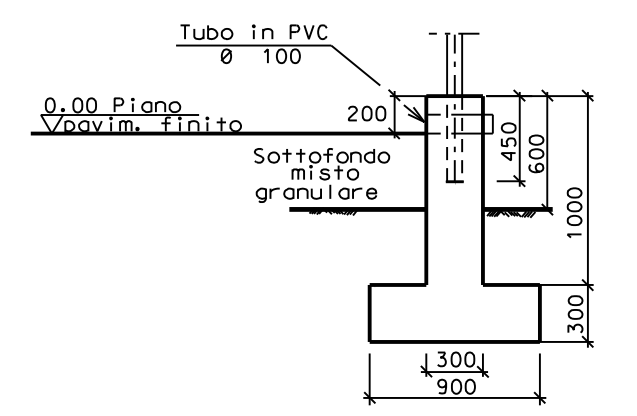 Tubo in PVC
Ø 100
0.00 Piano
pavim. finito
200
450
600
Sottofondo
misto
granulare
1000
300
300
900